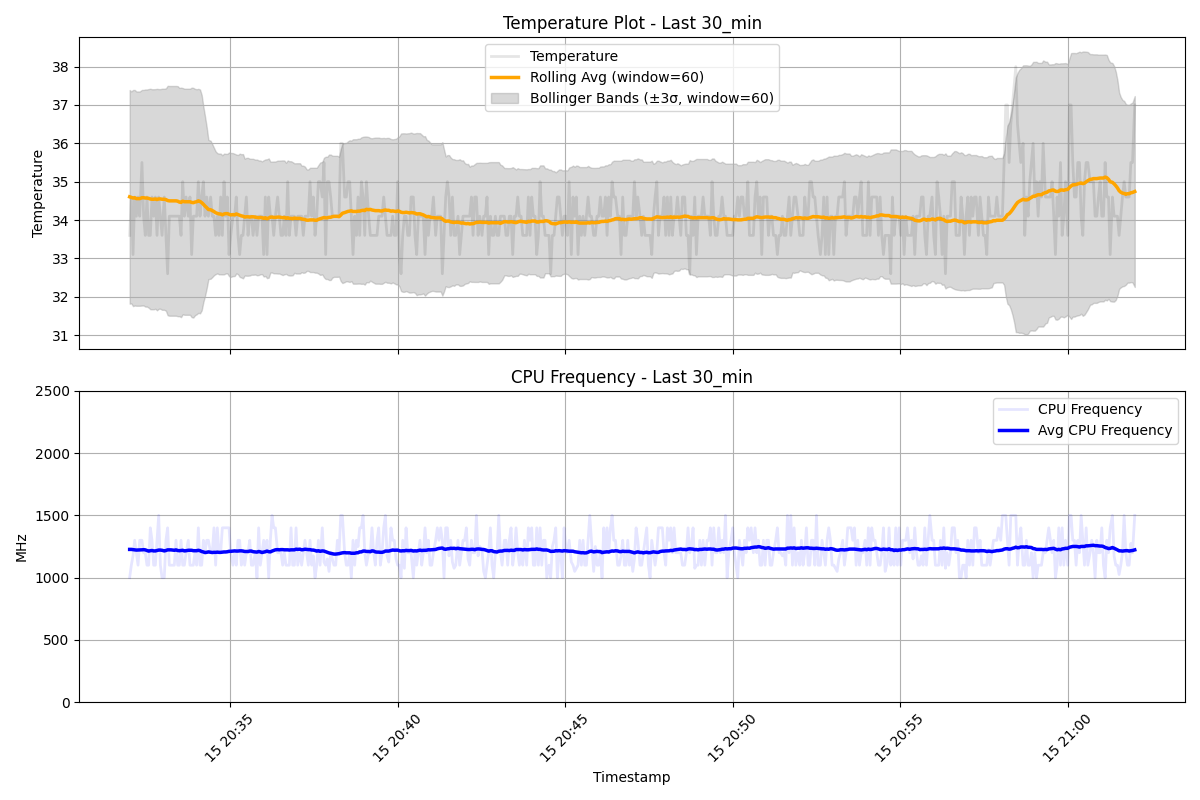 Temperature Plot - Last 30_min
Temperature
Rolling Avg (window=60)
Bollinger Bands (±3σ, window=60)
38
37
36
35
34
33
32
31
Temperature
CPU Frequency - Last 30_min
CPU Frequency
Avg CPU Frequency
2500
2000
1500
1000
500
0
MHz
15 20:35
15 20:40
15 20:45
15 20:50
15 20:55
15 21:00
Timestamp